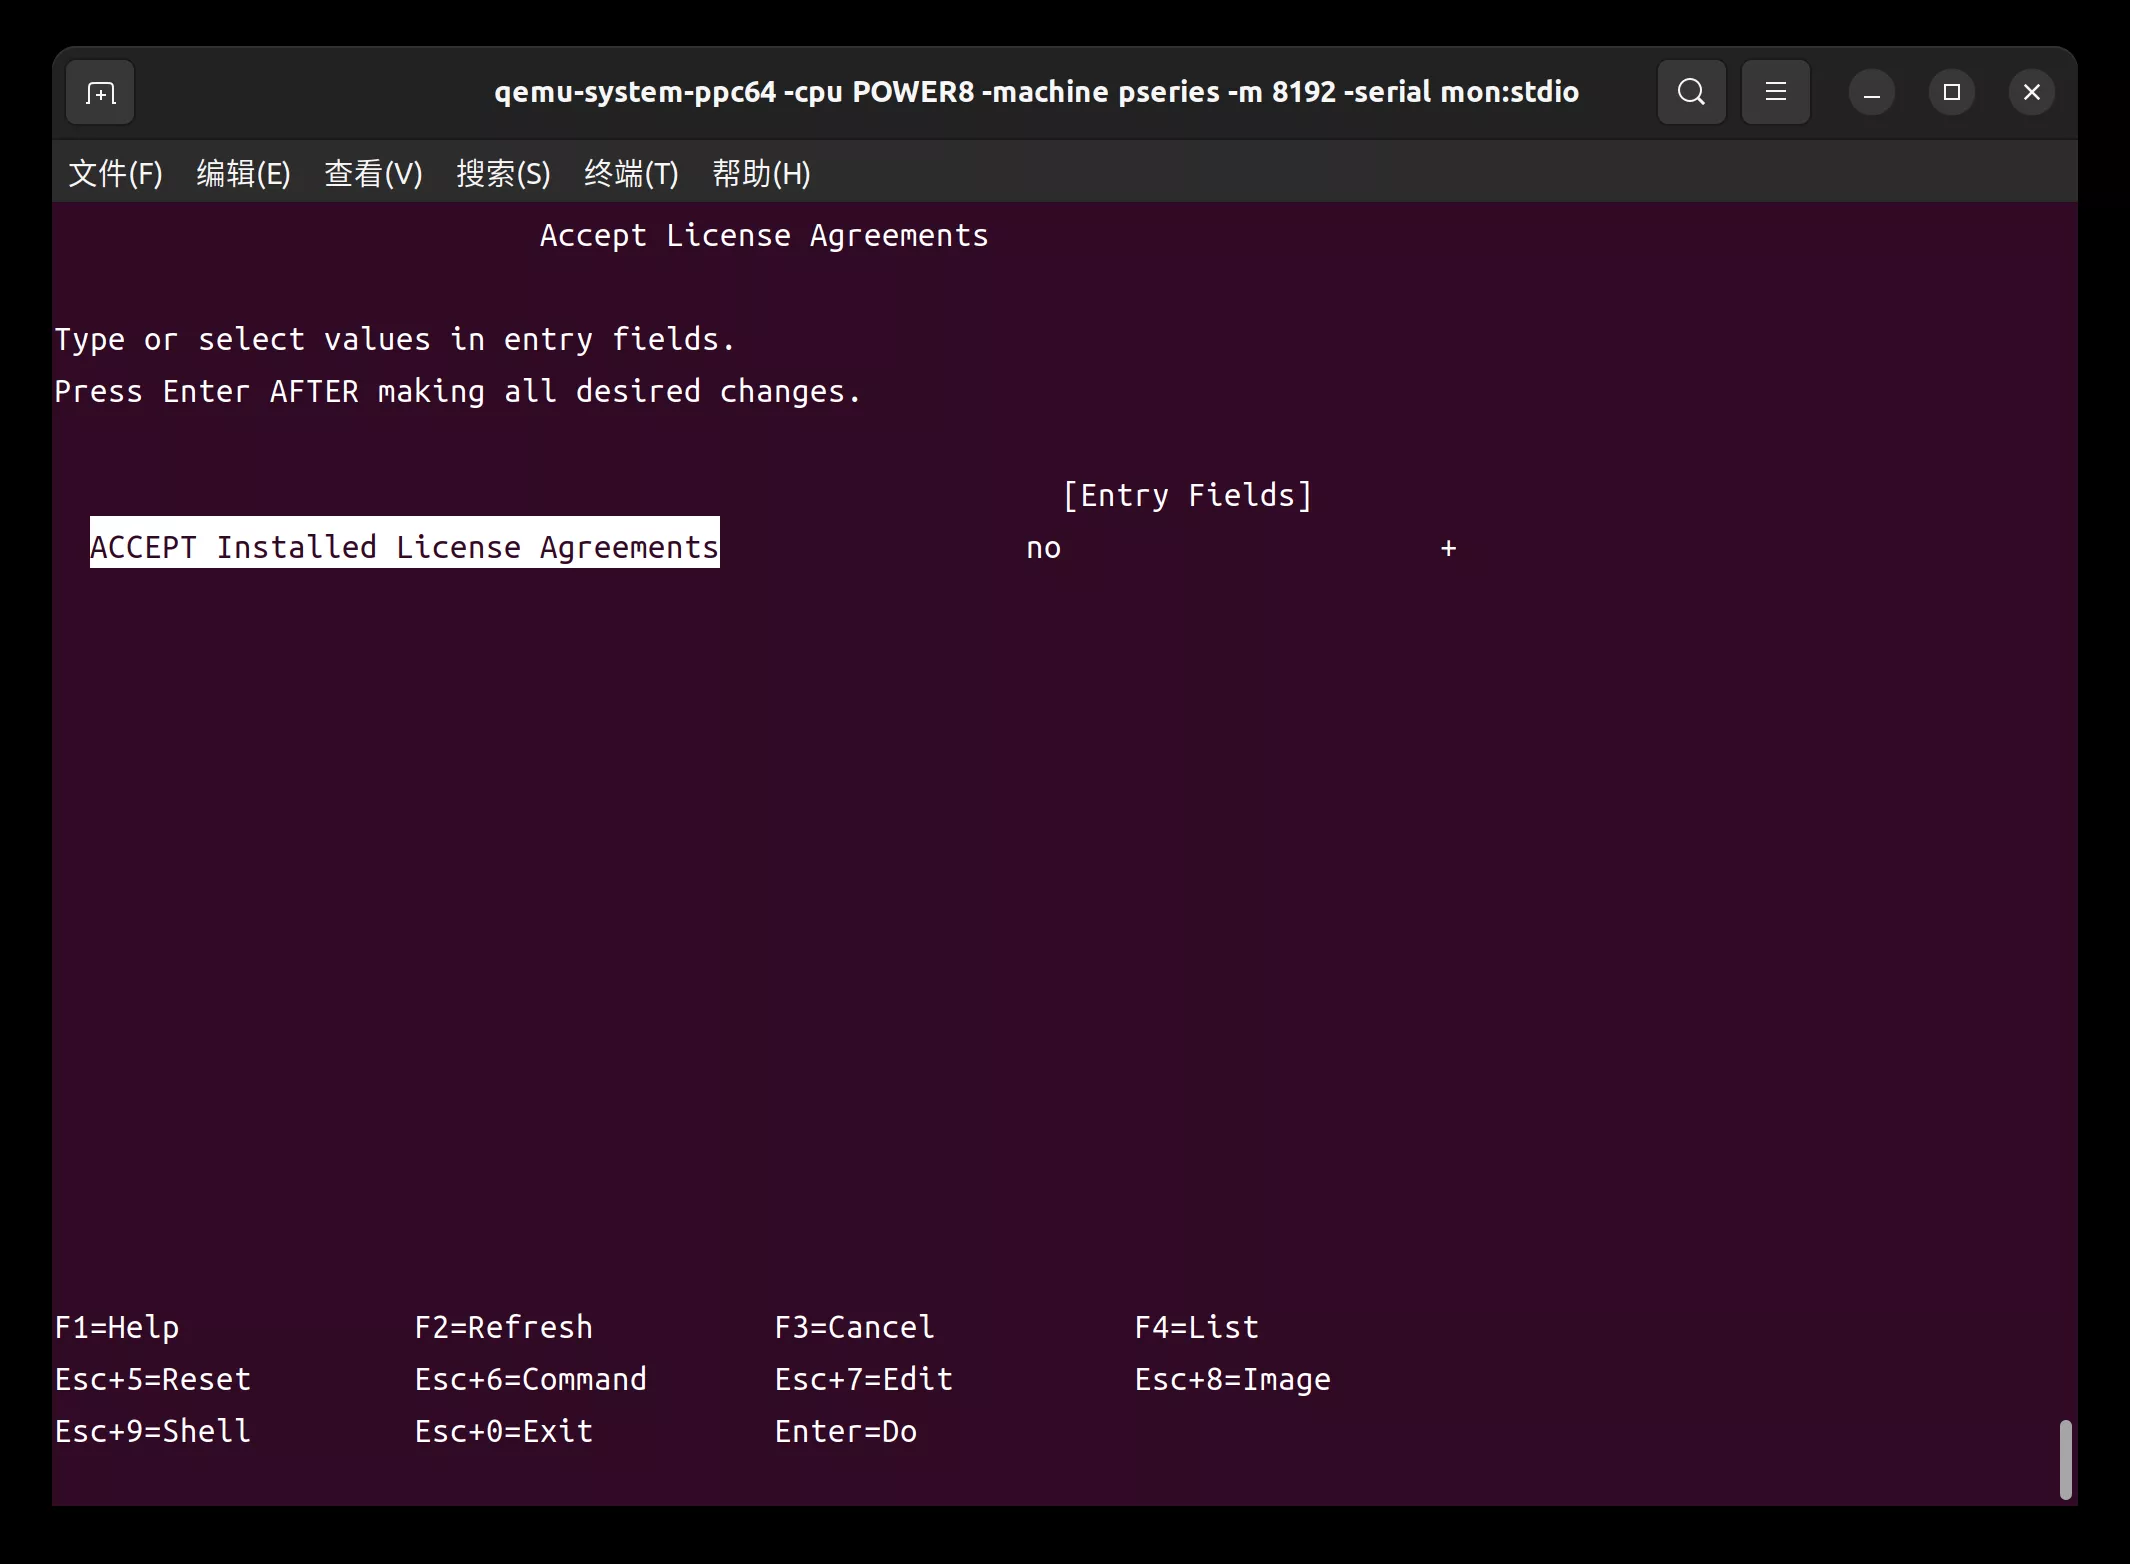 qemu-system-ppc64 -cpu POWER8 -machine pseries -m 8192 -serial mon:stdio
文件(F) 编辑(E) 查看(V) 搜索(S) 终端(T) 帮助(H)
Accept License Agreements
Type or select values in entry fields.
Press Enter AFTER making all desired changes.
[Entry Fields]
ACCEPT Installed License Agreements no +
F1=Help F2=Refresh F3=Cancel F4=List
Esc+5=Reset Esc+6=Command Esc+7=Edit Esc+8=Image
Esc+9=Shell Esc+0=Exit Enter=Do